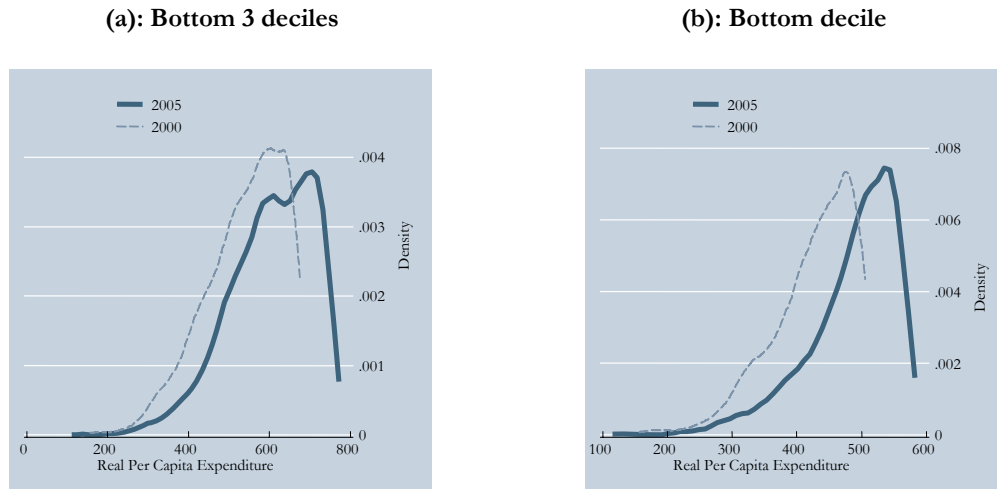 (a): Bottom 3 deciles
2005
2000
.004
.003
.002
.001
0
Density
0 200 400 600 800
Real Per Capita Expenditure
(b): Bottom decile
2005
2000
.008
.006
.004
.002
0
Density
100 200 300 400 500 600
Real Per Capita Expenditure